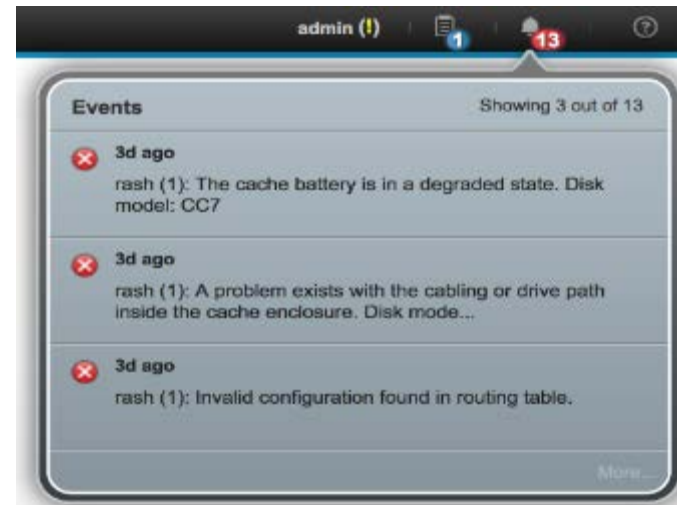 admin (!) 1 13 ?
Events Showing 3 out of 13
3d ago
rash (1): The cache battery is in a degraded state. Disk
model: CC7
3d ago
rash (1): A problem exists with the cabling or drive path
inside the cache enclosure. Disk mode...
3d ago
rash (1): Invalid configuration found in routing table.
More...